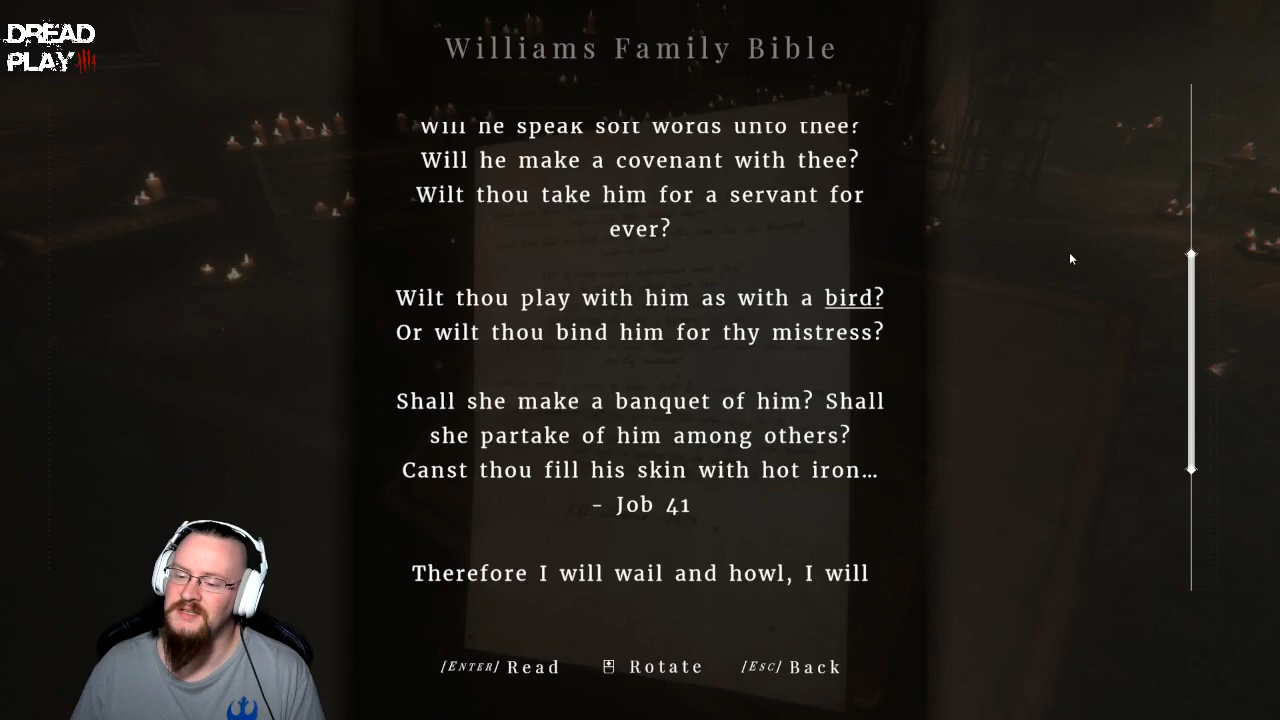 DREAD
PLAY
Williams Family Bible
Will he speak soft words unto thee?
Will he make a covenant with thee?
Wilt thou take him for a servant for
ever?
Wilt thou play with him as with a bird?
Or wilt thou bind him for thy mistress?
Shall she make a banquet of him? Shall
she partake of him among others?
Canst thou fill his skin with hot iron...
- Job 41
Therefore I will wail and howl, I will
[ENTER] Read Rotate [ESC] Back